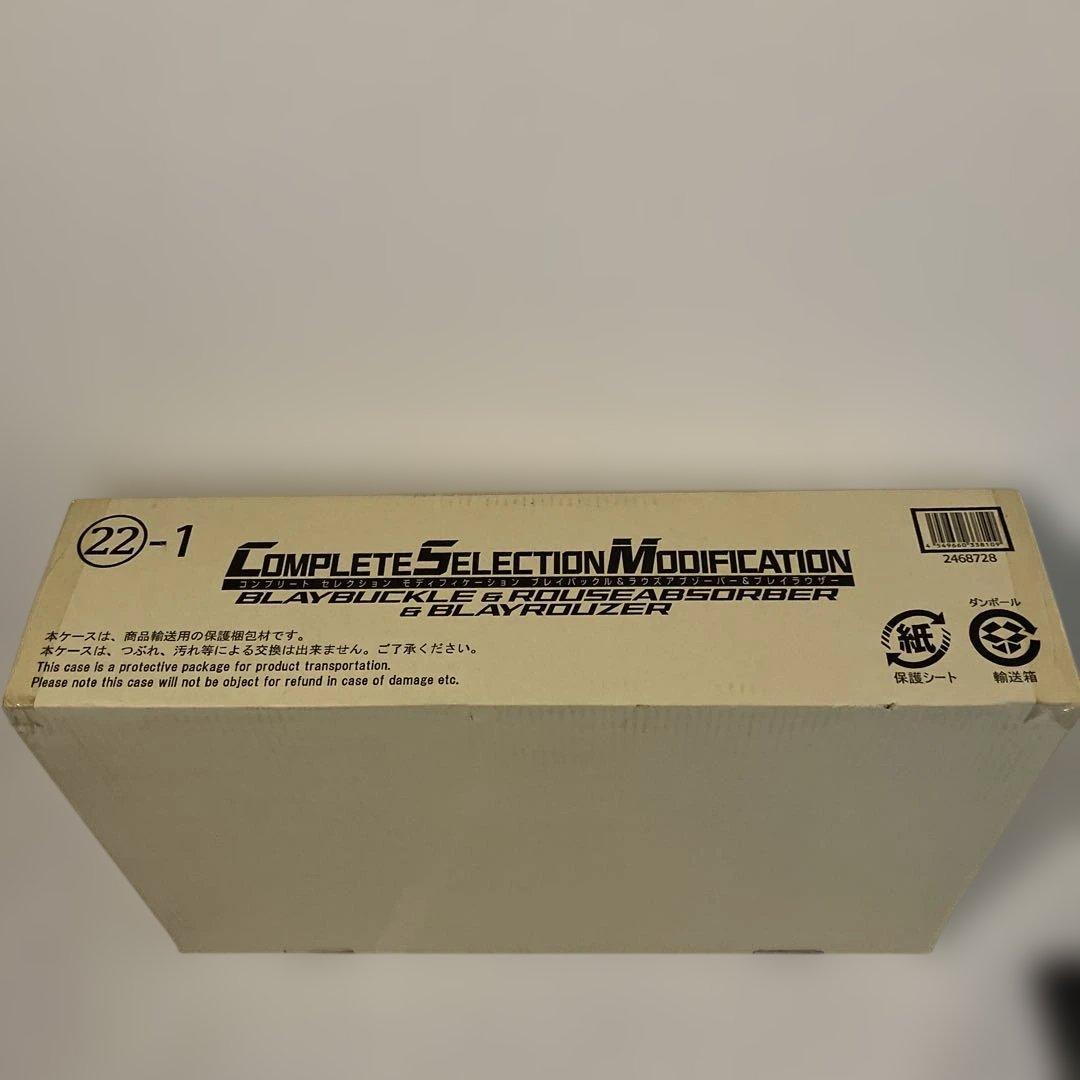 22-1
COMPLETE SELECTION MODIFICATION
コンプリート セレクション モディフィケーション ブレイバックル&ラウズアブソーバー&ブレイラウザー
BLAYBUCKLE & ROUSEABSORBER
& BLAYROUZER
本ケースは、商品輸送用の保護梱包材です。
本ケースは、つぶれ、汚れ等による交換は出来ません。ご了承ください。
This case is a protective package for product transportation.
Please note this case will not be object for refund in case of damage etc.
4 549660 338109
2468728
紙
保護シート
ダンボール
輸送箱